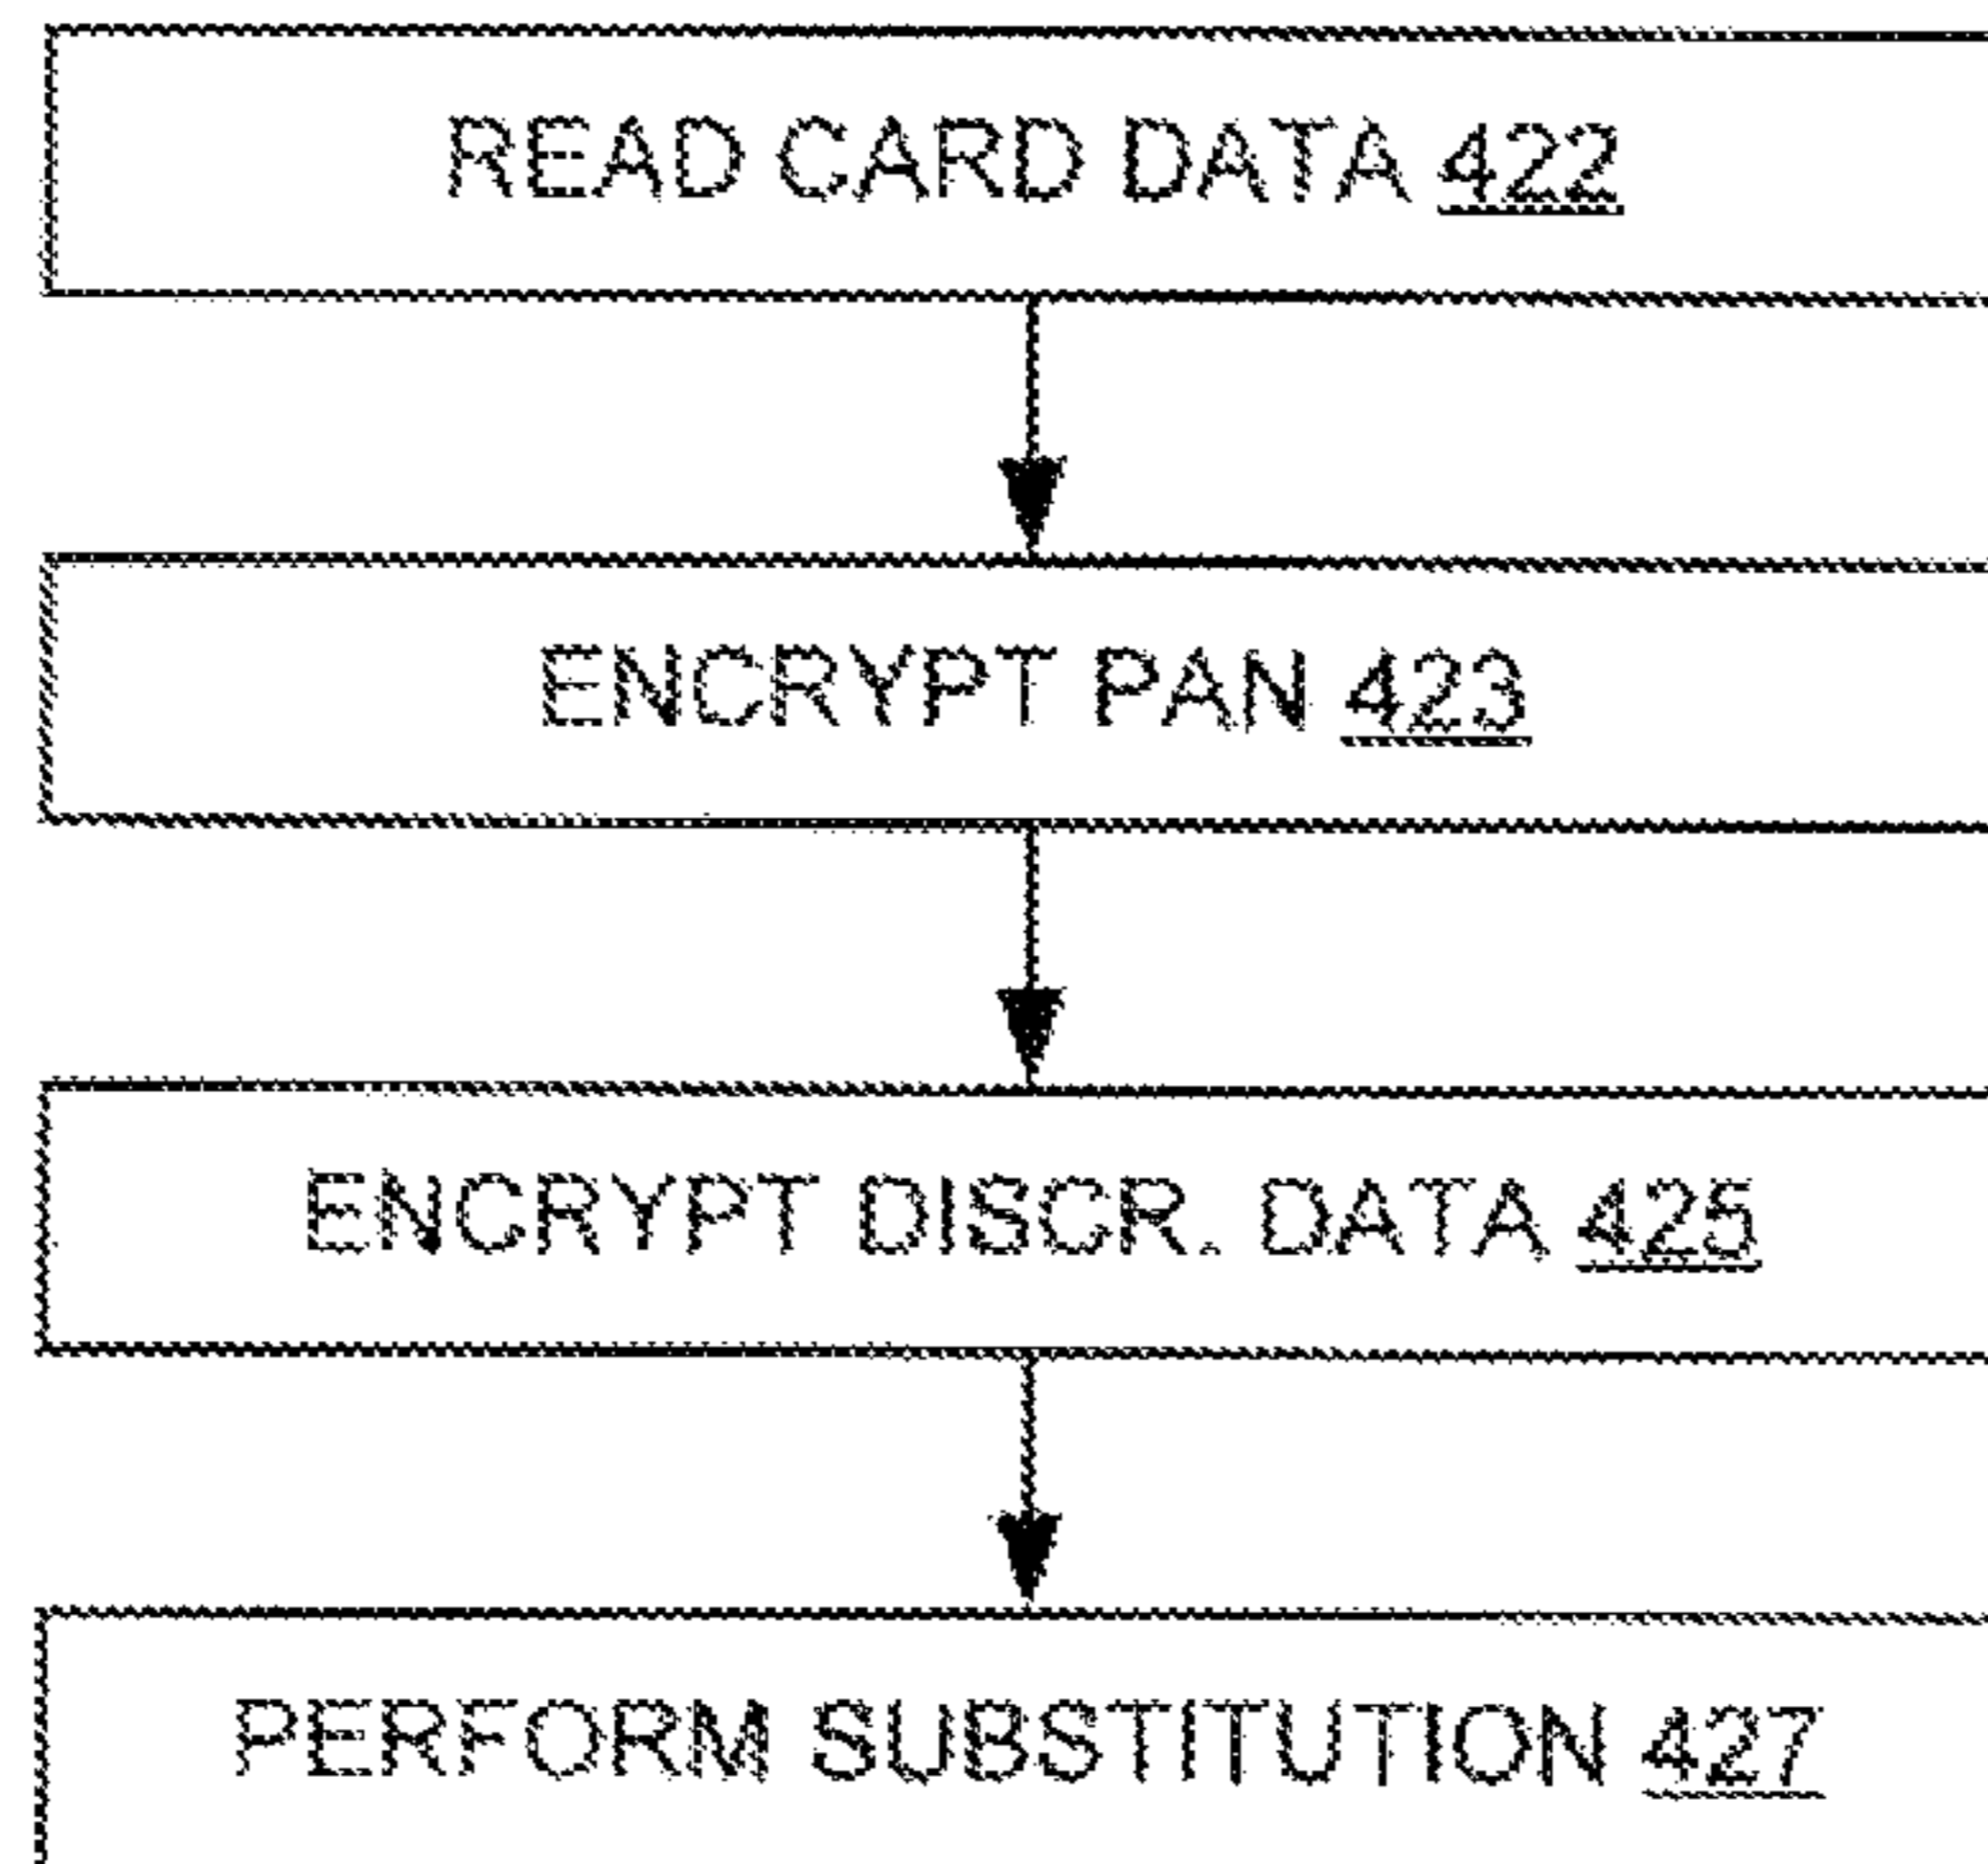 READ CARD DATA 422
ENCRYPT PAN 423
ENCRYPT DISCR. DATA 425
PERFORM SUBSTITUTION 427